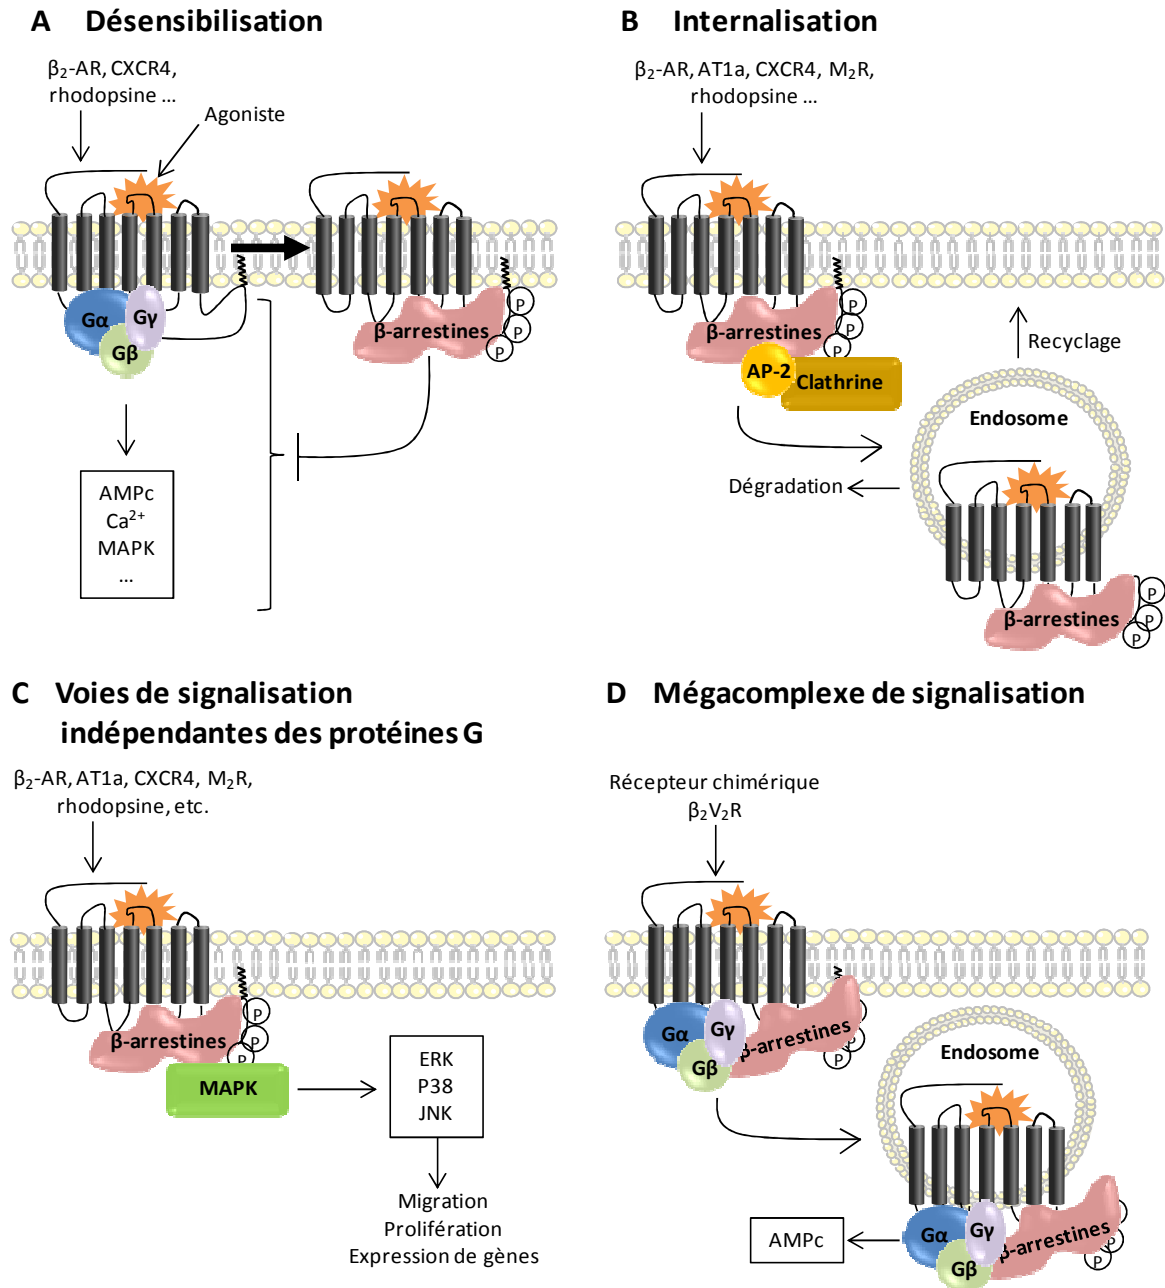 A Désensibilisation
β₂-AR, CXCR4,
rhodopsine ...
Agoniste
Gα
Gγ
Gβ
β-arrestines
P
P
P
AMPc
Ca²⁺
MAPK
...
B Internalisation
β₂-AR, AT1a, CXCR4, M₂R,
rhodopsine ...
β-arrestines
P
P
P
AP-2
Clathrine
Recyclage
Endosome
Dégradation
β-arrestines
P
P
P
C Voies de signalisation
indépendantes des protéines G
β₂-AR, AT1a, CXCR4, M₂R,
rhodopsine, etc.
β-arrestines
P
P
P
MAPK
ERK
P38
JNK
Migration
Prolifération
Expression de gènes
D Mégacomplexe de signalisation
Récepteur chimérique
β₂V₂R
Gα
Gγ
Gβ
β-arrestines
P
Endosome
Gα
Gγ
Gβ
β-arrestines
P
AMPc